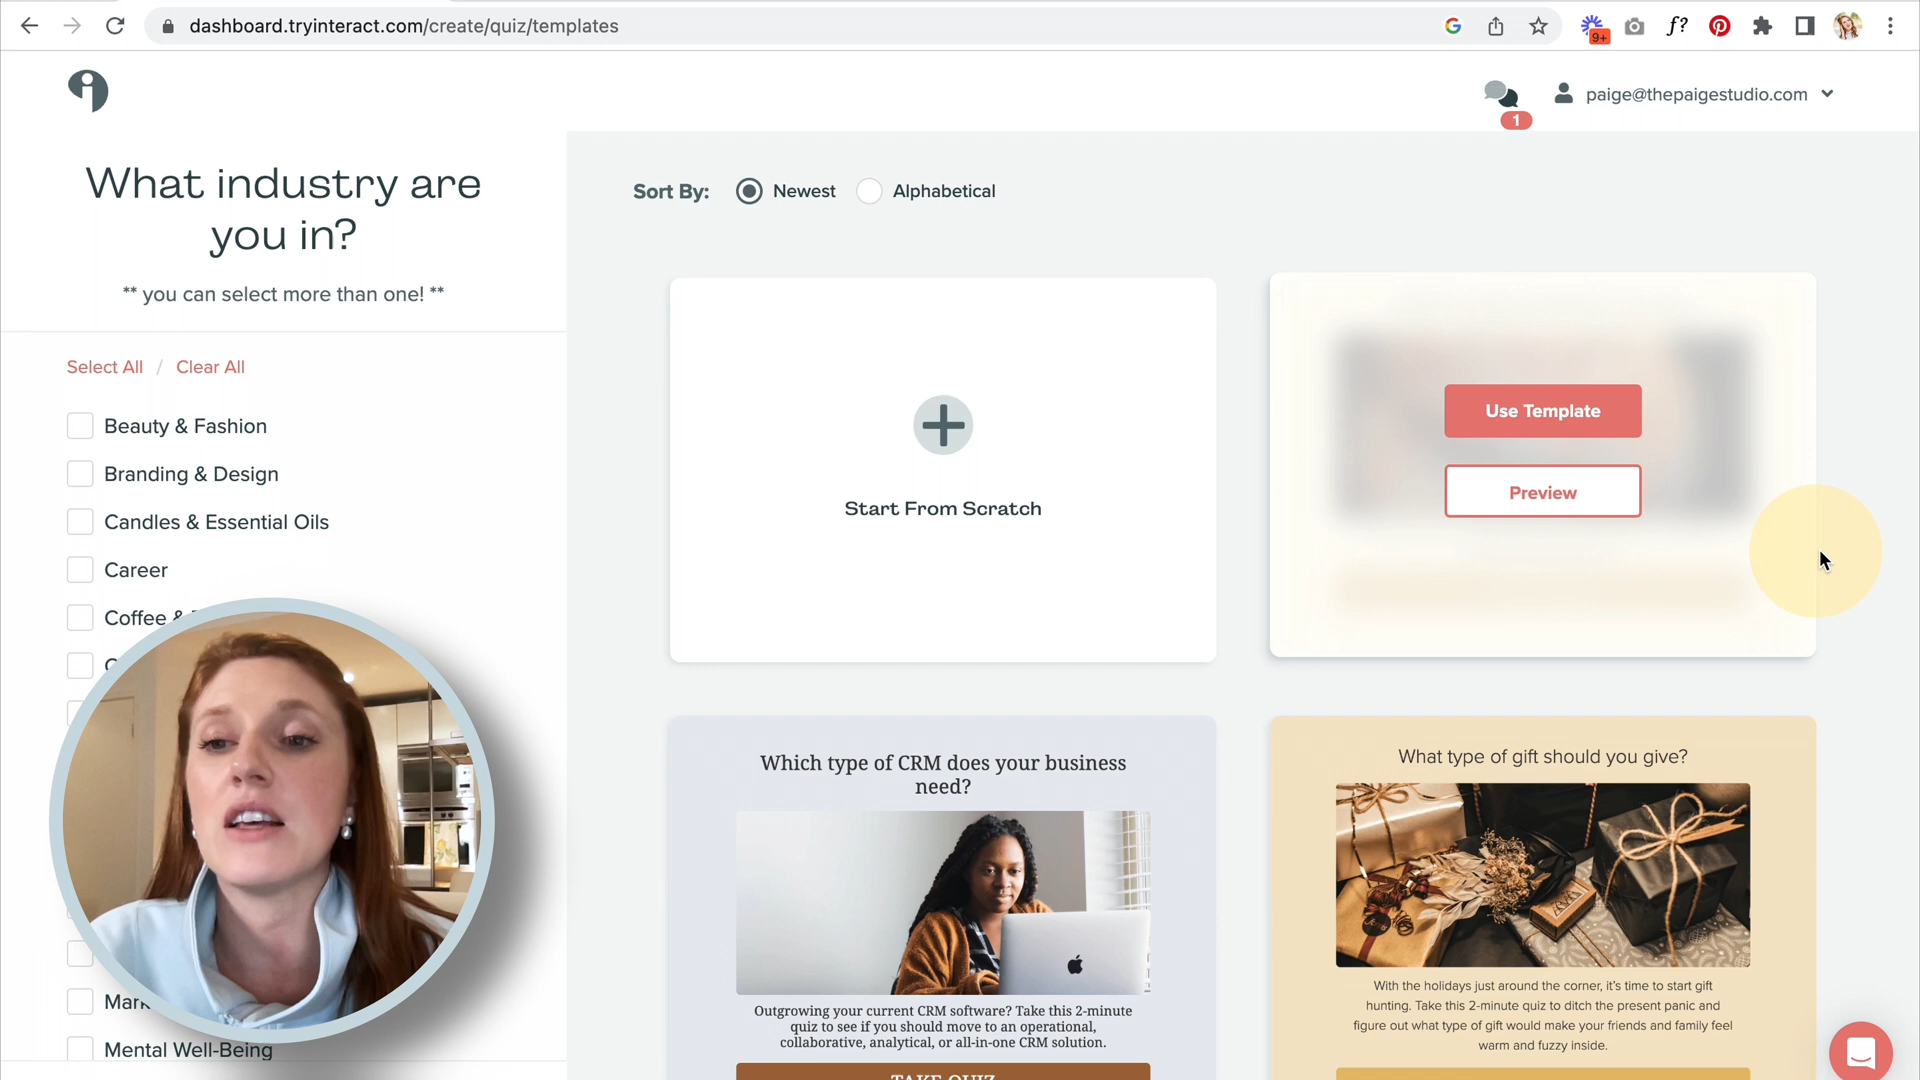 dashboard.tryinteract.com/create/quiz/templates
9+
f?
1
paige@thepaigestudio.com
What industry are
you in?
** you can select more than one! **
Select All / Clear All
Beauty & Fashion
Branding & Design
Candles & Essential Oils
Career
Coffee &
Mental Well-Being
Sort By: Newest Alphabetical
Start From Scratch
Use Template
Preview
Which type of CRM does your business
need?
Outgrowing your current CRM software? Take this 2-minute
quiz to see if you should move to an operational,
collaborative, analytical, or all-in-one CRM solution.
TAKE QUIZ
What type of gift should you give?
With the holidays just around the corner, it's time to start gift
hunting. Take this 2-minute quiz to ditch the present panic and
figure out what type of gift would make your friends and family feel
warm and fuzzy inside.